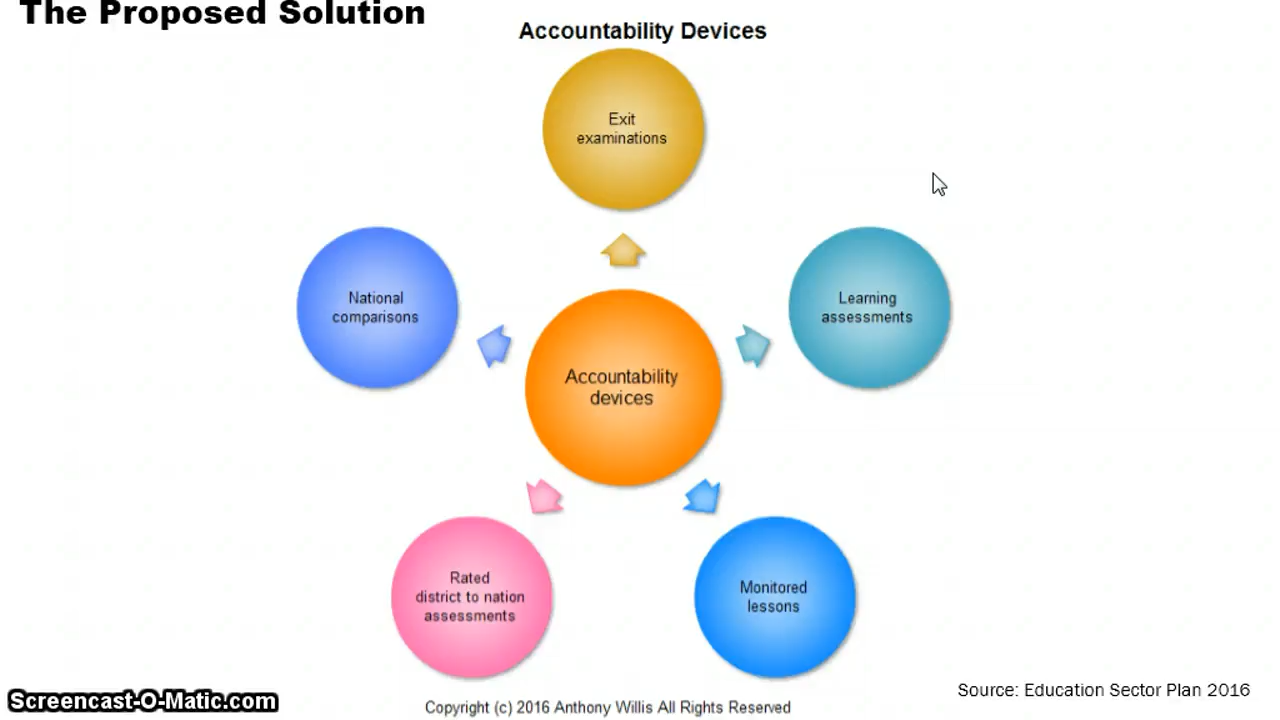 The Proposed Solution
Accountability Devices
Exit
examinations
National
comparisons
Learning
assessments
Accountability
devices
Rated
district to nation
assessments
Monitored
lessons
Source: Education Sector Plan 2016
Screencast-O-Matic.com
Copyright (c) 2016 Anthony Willis All Rights Reserved